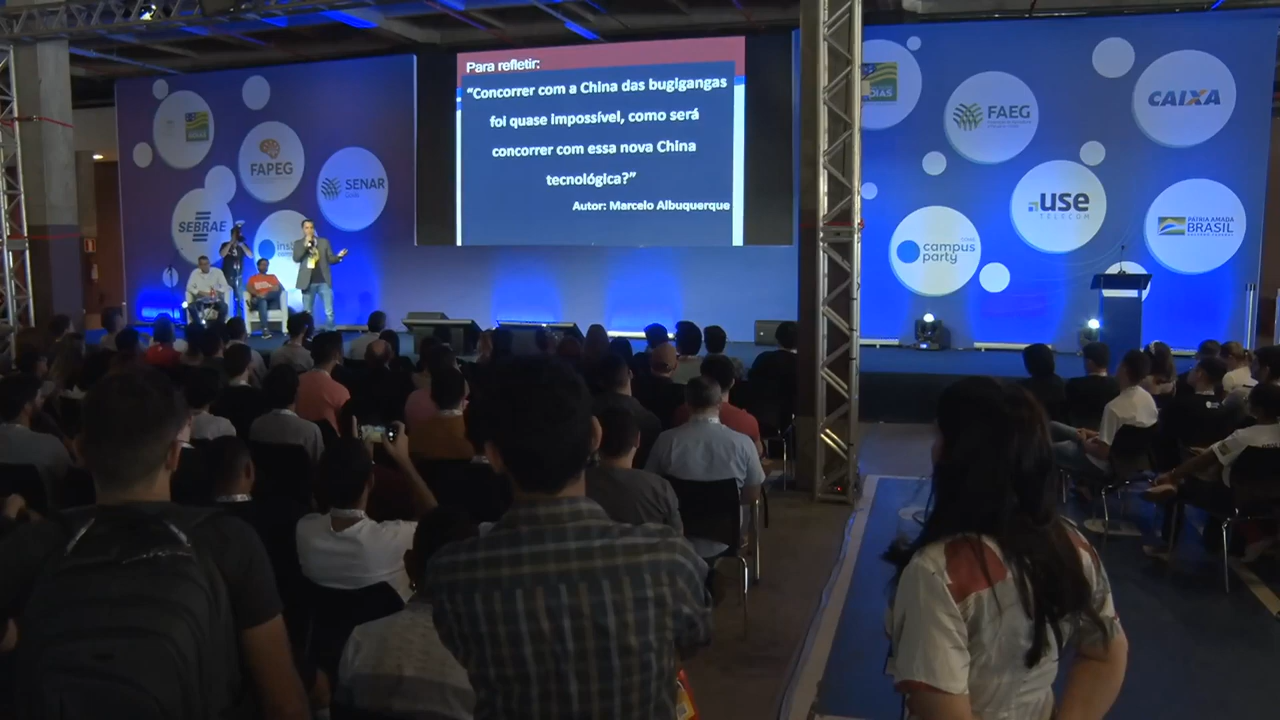 Para refletir:
“Concorrer com a China das bugigangas
foi quase impossível, como será
concorrer com essa nova China
tecnológica?”
Autor: Marcelo Albuquerque
FAPEG
SENAR
SEBRAE
FAEG
CAIXA
use
TELECOM
campus
party
PÁTRIA AMADA
BRASIL